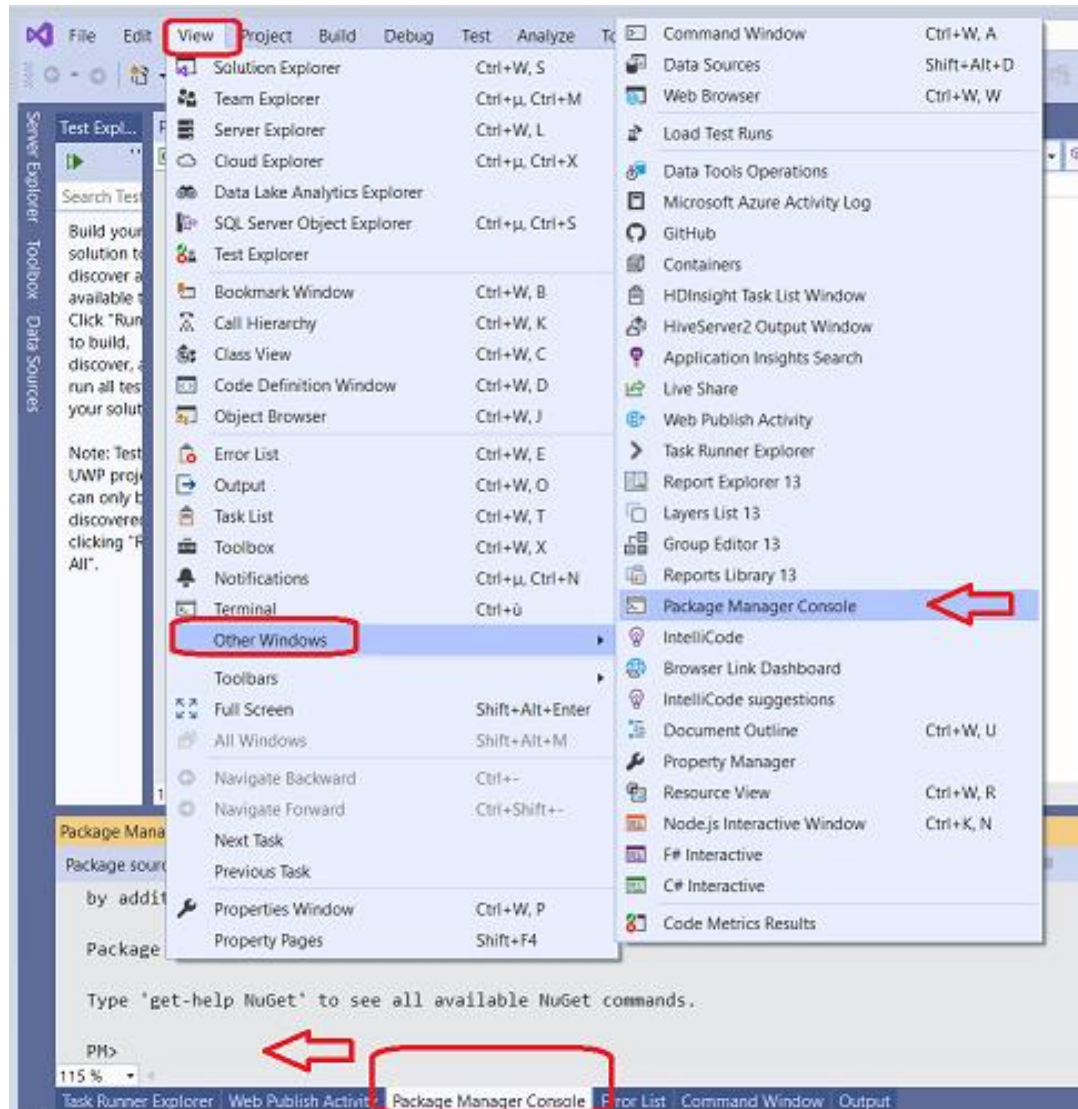 File Edit View Project Build Debug Test Analyze
Solution Explorer Ctrl+W, S
Team Explorer Ctrl+µ, Ctrl+M
Server Explorer Ctrl+W, L
Cloud Explorer Ctrl+µ, Ctrl+X
Data Lake Analytics Explorer
SQL Server Object Explorer Ctrl+µ, Ctrl+S
Test Explorer
Bookmark Window Ctrl+W, B
Call Hierarchy Ctrl+W, K
Class View Ctrl+W, C
Code Definition Window Ctrl+W, D
Object Browser Ctrl+W, J
Error List Ctrl+W, E
Output Ctrl+W, O
Task List Ctrl+W, T
Toolbox Ctrl+W, X
Notifications Ctrl+µ, Ctrl+N
Terminal Ctrl+ù
Other Windows
Toolbars
Full Screen Shift+Alt+Enter
All Windows Shift+Alt+M
Navigate Backward Ctrl+-
Navigate Forward Ctrl+Shift+-
Next Task
Previous Task
Properties Window Ctrl+W, P
Property Pages Shift+F4
Command Window Ctrl+W, A
Data Sources Shift+Alt+D
Web Browser Ctrl+W, W
Load Test Runs
Data Tools Operations
Microsoft Azure Activity Log
GitHub
Containers
HDInsight Task List Window
HiveServer2 Output Window
Application Insights Search
Live Share
Web Publish Activity
Task Runner Explorer
Report Explorer 13
Layers List 13
Group Editor 13
Reports Library 13
Package Manager Console
IntelliCode
Browser Link Dashboard
IntelliCode suggestions
Document Outline Ctrl+W, U
Property Manager
Resource View Ctrl+W, R
Node.js Interactive Window Ctrl+K, N
F# Interactive
C# Interactive
Code Metrics Results
Server Explorer Toolbox Data Sources
Test Expl...
Search Test
Build your
solution to
discover a
available t
Click "Run
to build,
discover, a
run all tes
your solut
Note: Test
UWP proj
can only b
discovered
clicking "R
All".
Package Mana
Package sourc
by addit
Package
Type 'get-help NuGet' to see all available NuGet commands.
PM>
115 %
Task Runner Explorer Web Publish Activity Package Manager Console Error List Command Window Output